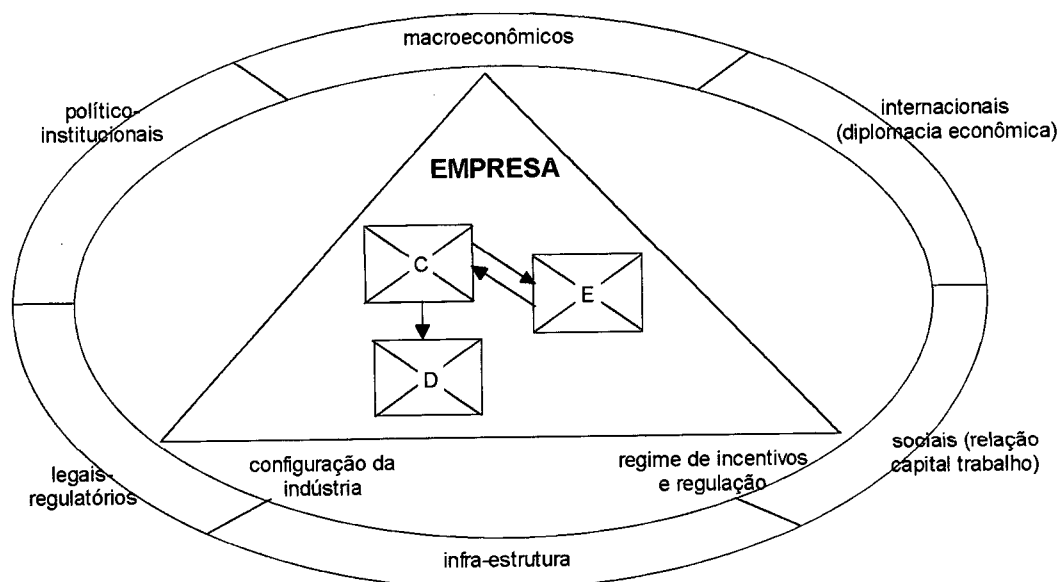 macroeconômicos
político-
institucionais
internacionais
(diplomacia econômica)
EMPRESA
C
E
D
legais-
regulatórios
configuração da
indústria
regime de incentivos
e regulação
sociais (relação
capital trabalho)
infra-estrutura